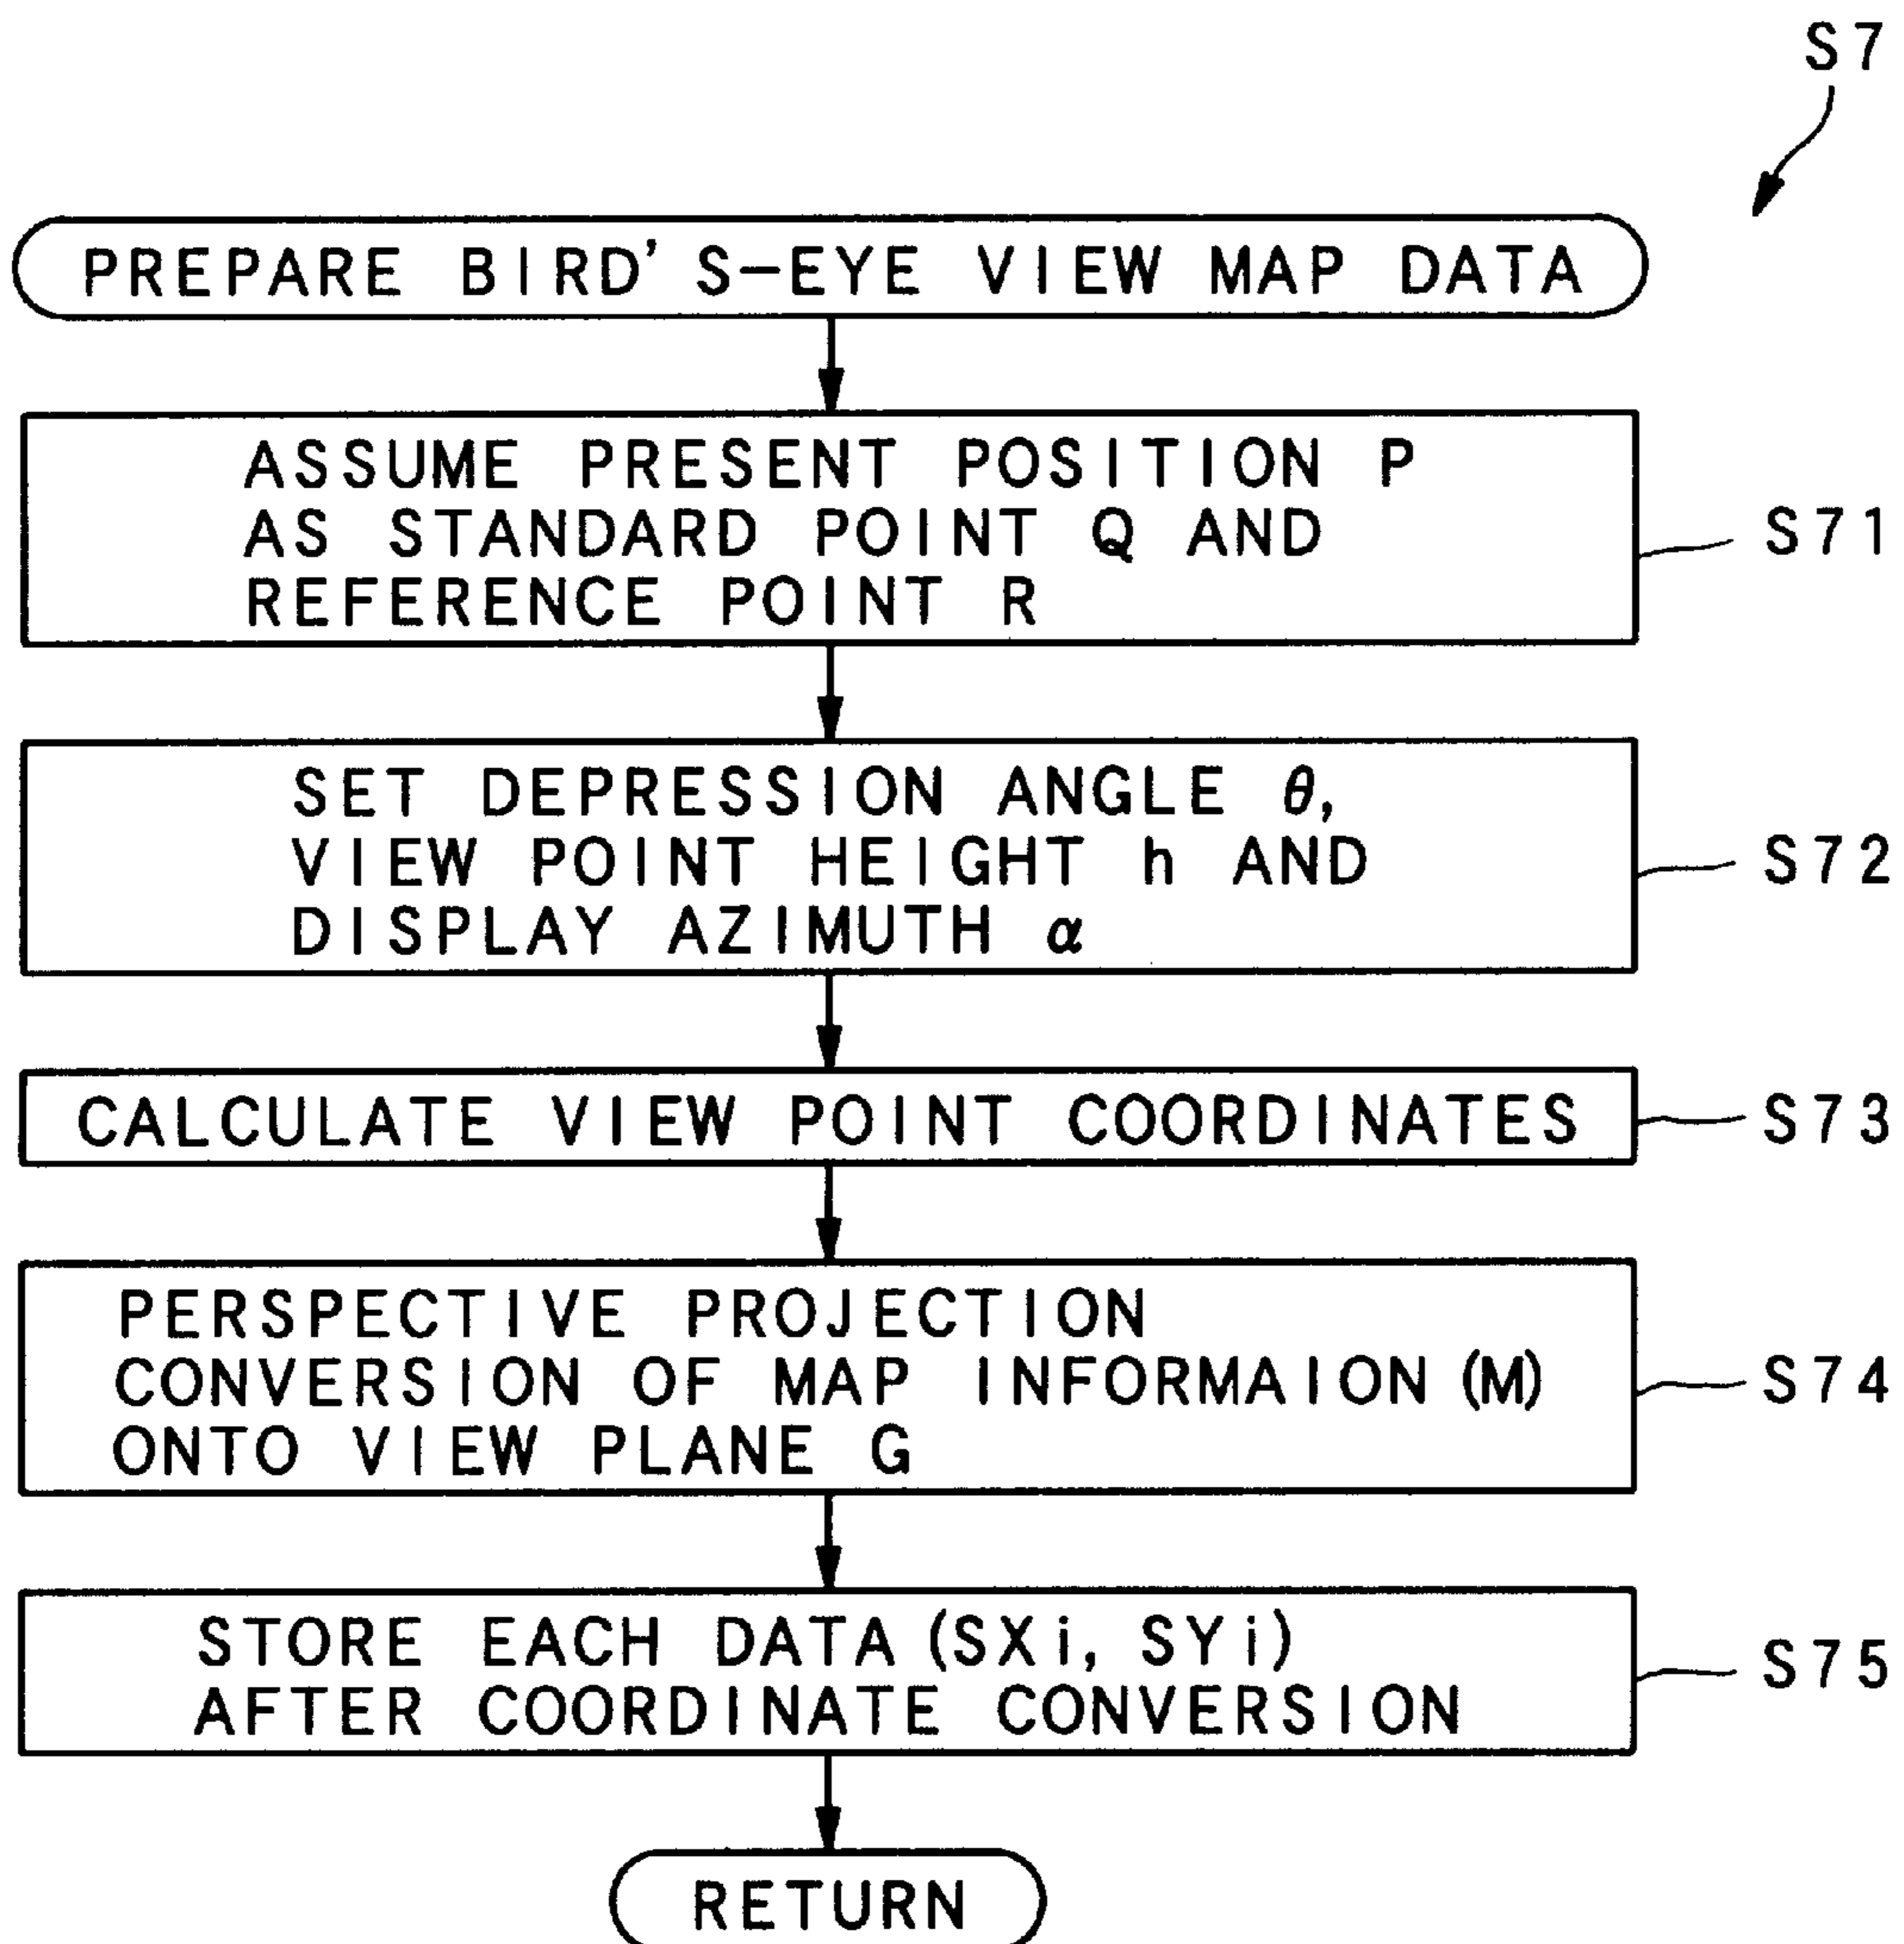 S7
PREPARE BIRD'S-EYE VIEW MAP DATA
ASSUME PRESENT POSITION P
AS STANDARD POINT Q AND
REFERENCE POINT R
S71
SET DEPRESSION ANGLE θ,
VIEW POINT HEIGHT h AND
DISPLAY AZIMUTH α
S72
CALCULATE VIEW POINT COORDINATES
S73
PERSPECTIVE PROJECTION
CONVERSION OF MAP INFORMAION (M)
ONTO VIEW PLANE G
S74
STORE EACH DATA (SXi, SYi)
AFTER COORDINATE CONVERSION
S75
RETURN